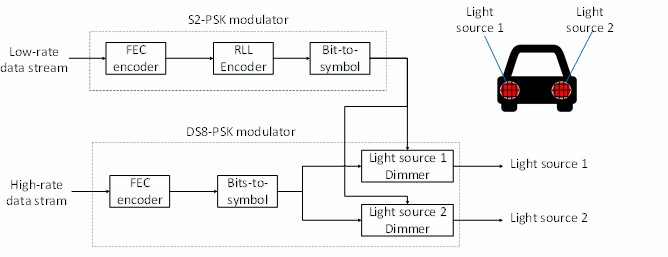 S2-PSK modulator
Low-rate
data stream
FEC
encoder
RLL
Encoder
Bit-to-
symbol
Light
source 1
Light
source 2
DS8-PSK modulator
High-rate
data stram
FEC
encoder
Bits-to-
symbol
Light source 1
Dimmer
Light source 1
Light source 2
Dimmer
Light source 2